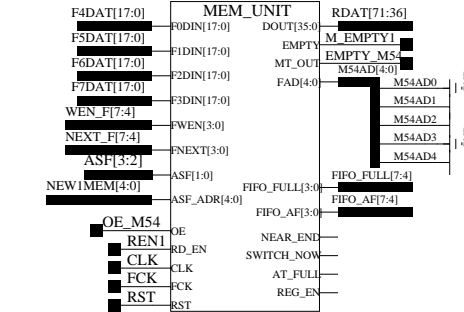 MEM_UNIT
F4DAT[17:0] F0DIN[17:0] DOUT[35:0] RDAT[71:36]
F5DAT[17:0] F1DIN[17:0] EMPTY M_EMPTY1
F6DAT[17:0] F2DIN[17:0] MT_OUT EMPTY_M54
F7DAT[17:0] F3DIN[17:0] FAD[4:0] M54AD[4:0]
M54AD0
WEN_F[7:4] FWEN[3:0] M54AD1
M54AD2
NEXT_F[7:4] FNEXT[3:0] M54AD3
ASF[3:2] ASF[1:0] M54AD4
NEW1MEM[4:0] ASF_ADR[4:0] FIFO_FULL[3:0] FIFO_FULL[7:4]
FIFO_AF[3:0] FIFO_AF[7:4]
OE_M54 OE NEAR_END
REN1 RD_EN SWITCH_NOW
CLK CLK AT_FULL
FCK FCK REG_EN
RST RST